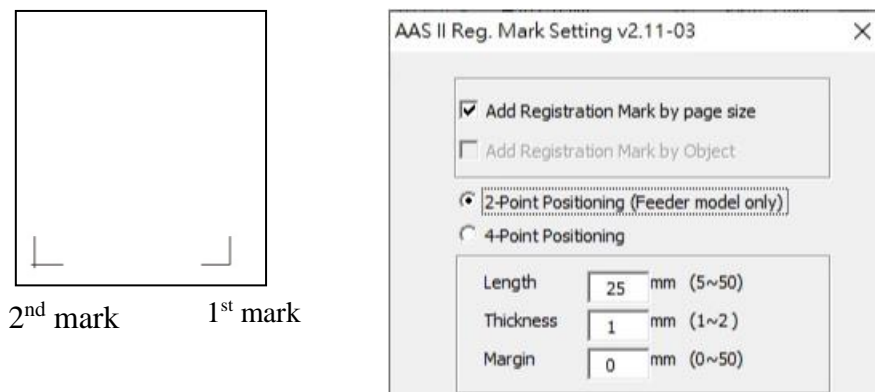 2nd mark
1st mark
AAS II Reg. Mark Setting v2.11-03
Add Registration Mark by page size
Add Registration Mark by Object
2-Point Positioning (Feeder model only)
4-Point Positioning
Length 25 mm (5~50)
Thickness 1 mm (1~2 )
Margin 0 mm (0~50)